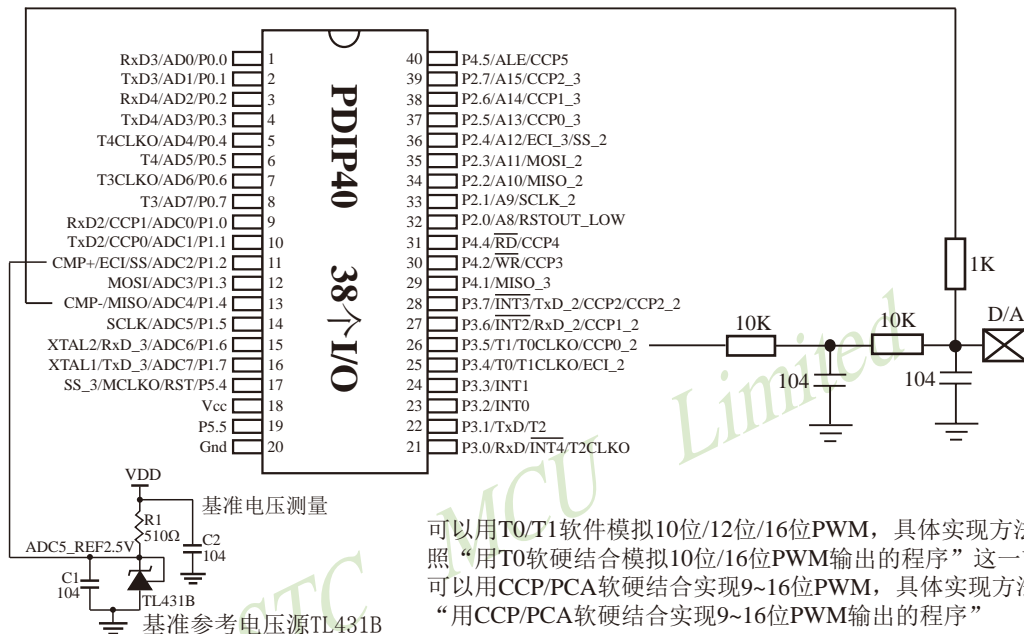 PDIP40 38个I/O
RxD3/AD0/P0.0 1
TxD3/AD1/P0.1 2
RxD4/AD2/P0.2 3
TxD4/AD3/P0.3 4
T4CLKO/AD4/P0.4 5
T4/AD5/P0.5 6
T3CLKO/AD6/P0.6 7
T3/AD7/P0.7 8
RxD2/CCP1/ADC0/P1.0 9
TxD2/CCP0/ADC1/P1.1 10
CMP+/ECI/SS/ADC2/P1.2 11
MOSI/ADC3/P1.3 12
CMP-/MISO/ADC4/P1.4 13
SCLK/ADC5/P1.5 14
XTAL2/RxD_3/ADC6/P1.6 15
XTAL1/TxD_3/ADC7/P1.7 16
SS_3/MCLKO/RST/P5.4 17
Vcc 18
P5.5 19
Gnd 20
40 P4.5/ALE/CCP5
39 P2.7/A15/CCP2_3
38 P2.6/A14/CCP1_3
37 P2.5/A13/CCP0_3
36 P2.4/A12/ECI_3/SS_2
35 P2.3/A11/MOSI_2
34 P2.2/A10/MISO_2
33 P2.1/A9/SCLK_2
32 P2.0/A8/RSTOUT_LOW
31 P4.4/RD/CCP4
30 P4.2/WR/CCP3
29 P4.1/MISO_3
28 P3.7/INT3/TxD_2/CCP2/CCP2_2
27 P3.6/INT2/RxD_2/CCP1_2
26 P3.5/T1/T0CLKO/CCP0_2
25 P3.4/T0/T1CLKO/ECI_2
24 P3.3/INT1
23 P3.2/INT0
22 P3.1/TxD/T2
21 P3.0/RxD/INT4/T2CLKO
1K
10K
10K
D/A
104
104
VDD
基准电压测量
R1
510Ω
ADC5_REF2.5V
C2
104
C1
104
TL431B
基准参考电压源TL431B
可以用T0/T1软件模拟10位/12位/16位PWM，具体实现方法
照“用T0软硬结合模拟10位/16位PWM输出的程序”这一
可以用CCP/PCA软硬结合实现9~16位PWM，具体实现方法
“用CCP/PCA软硬结合实现9~16位PWM输出的程序”
STC MCU Limited